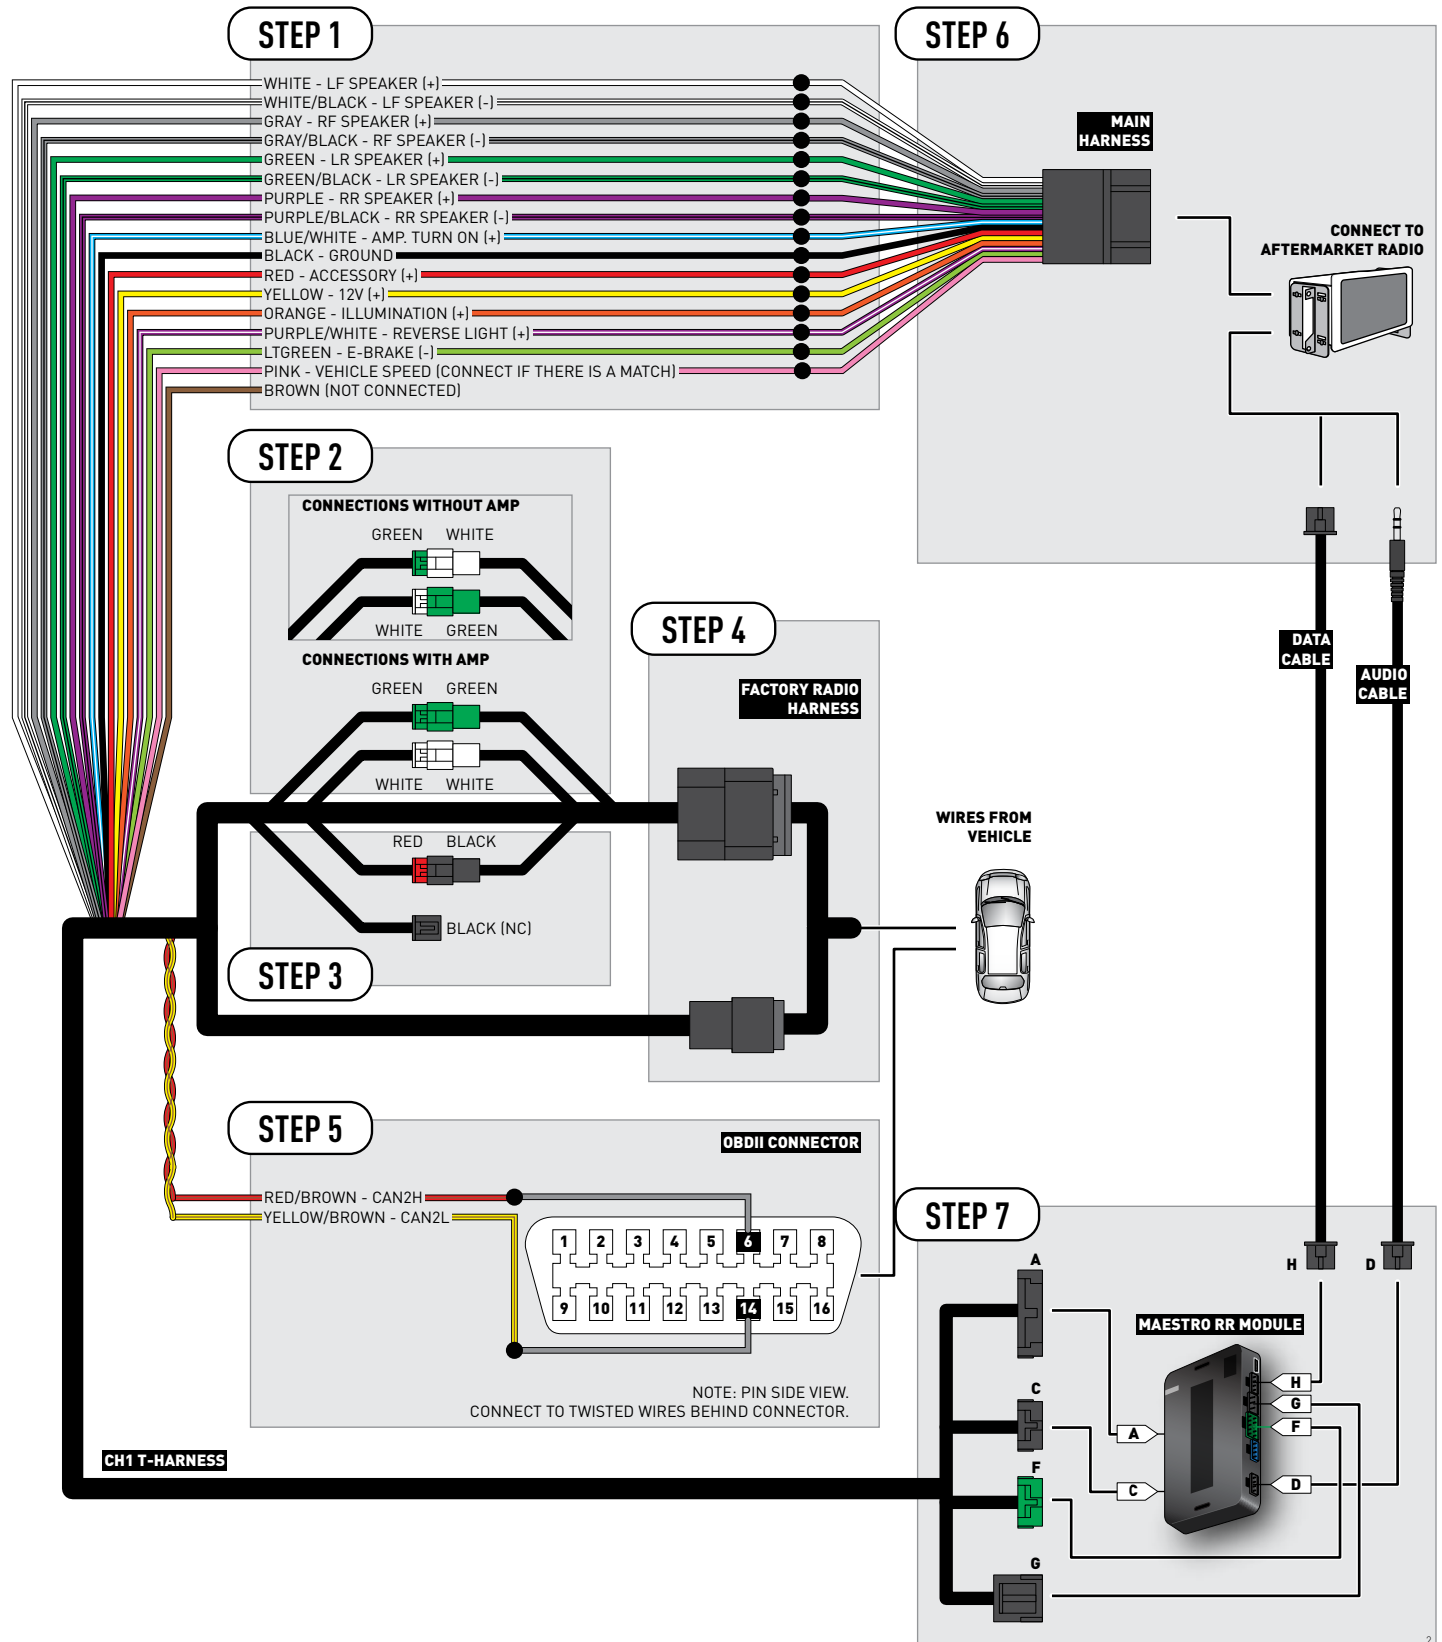 STEP 1
WHITE - LF SPEAKER (+)
WHITE/BLACK - LF SPEAKER (-)
GRAY - RF SPEAKER (+)
GRAY/BLACK - RF SPEAKER (-)
GREEN - LR SPEAKER (+)
GREEN/BLACK - LR SPEAKER (-)
PURPLE - RR SPEAKER (+)
PURPLE/BLACK - RR SPEAKER (-)
BLUE/WHITE - AMP. TURN ON (+)
BLACK - GROUND
RED - ACCESSORY (+)
YELLOW - 12V (+)
ORANGE - ILLUMINATION (+)
PURPLE/WHITE - REVERSE LIGHT (+)
LTGREEN - E-BRAKE (-)
PINK - VEHICLE SPEED (CONNECT IF THERE IS A MATCH)
BROWN (NOT CONNECTED)
STEP 6
MAIN
HARNESS
CONNECT TO
AFTERMARKET RADIO
DATA
CABLE
AUDIO
CABLE
STEP 2
CONNECTIONS WITHOUT AMP
GREEN WHITE
WHITE GREEN
CONNECTIONS WITH AMP
GREEN GREEN
WHITE WHITE
RED BLACK
BLACK (NC)
STEP 3
STEP 4
FACTORY RADIO
HARNESS
WIRES FROM
VEHICLE
STEP 5
OBDII CONNECTOR
RED/BROWN - CAN2H
YELLOW/BROWN - CAN2L
1 2 3 4 5 6 7 8
9 10 11 12 13 14 15 16
NOTE: PIN SIDE VIEW.
CONNECT TO TWISTED WIRES BEHIND CONNECTOR.
CH1 T-HARNESS
STEP 7
H D
A
C
F
G
MAESTRO RR MODULE
A
C
H
G
F
D
2